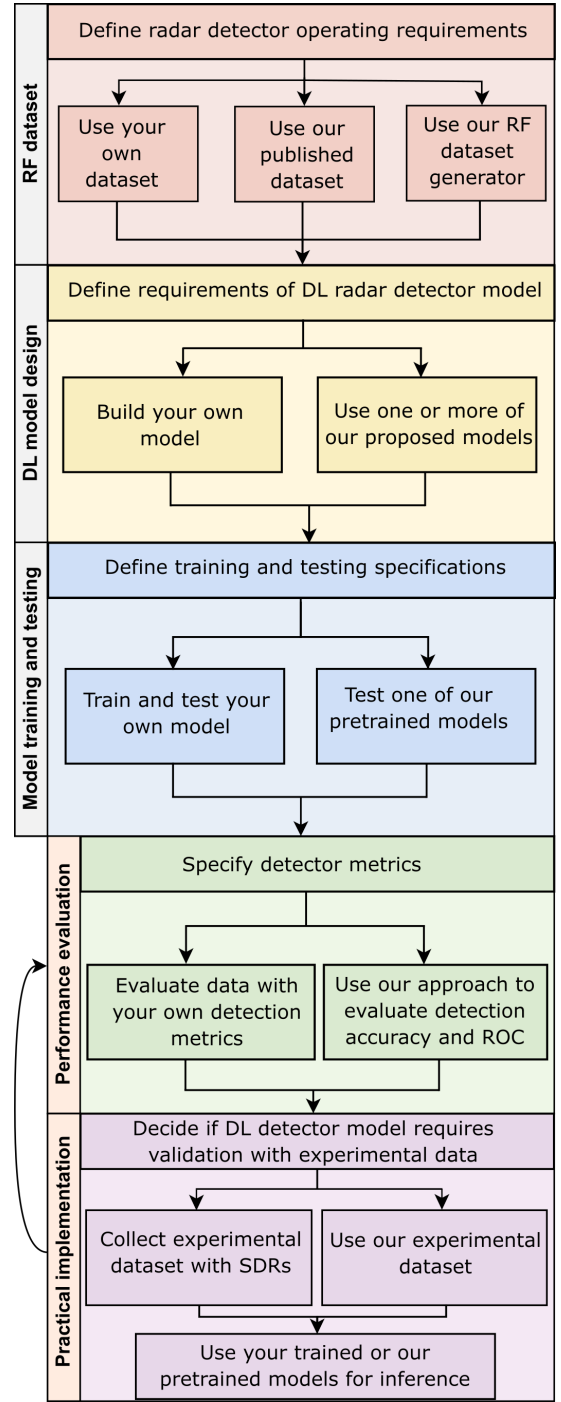 RF dataset
Define radar detector operating requirements
Use your
own
dataset
Use our
published
dataset
Use our RF
dataset
generator
DL model design
Define requirements of DL radar detector model
Build your own
model
Use one or more of
our proposed models
Model training and testing
Define training and testing specifications
Train and test your
own model
Test one of our
pretrained models
Performance evaluation
Specify detector metrics
Evaluate data with
your own detection
metrics
Use our approach to
evaluate detection
accuracy and ROC
Practical implementation
Decide if DL detector model requires
validation with experimental data
Collect experimental
dataset with SDRs
Use our experimental
dataset
Use your trained or our
pretrained models for inference